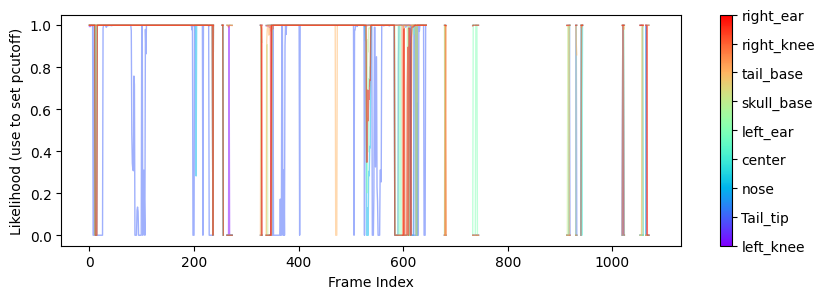 Likelihood (use to set pcutoff)
1.0
0.8
0.6
0.4
0.2
0.0
0
200
400
600
800
1000
Frame Index
right_ear
right_knee
tail_base
skull_base
left_ear
center
nose
Tail_tip
left_knee